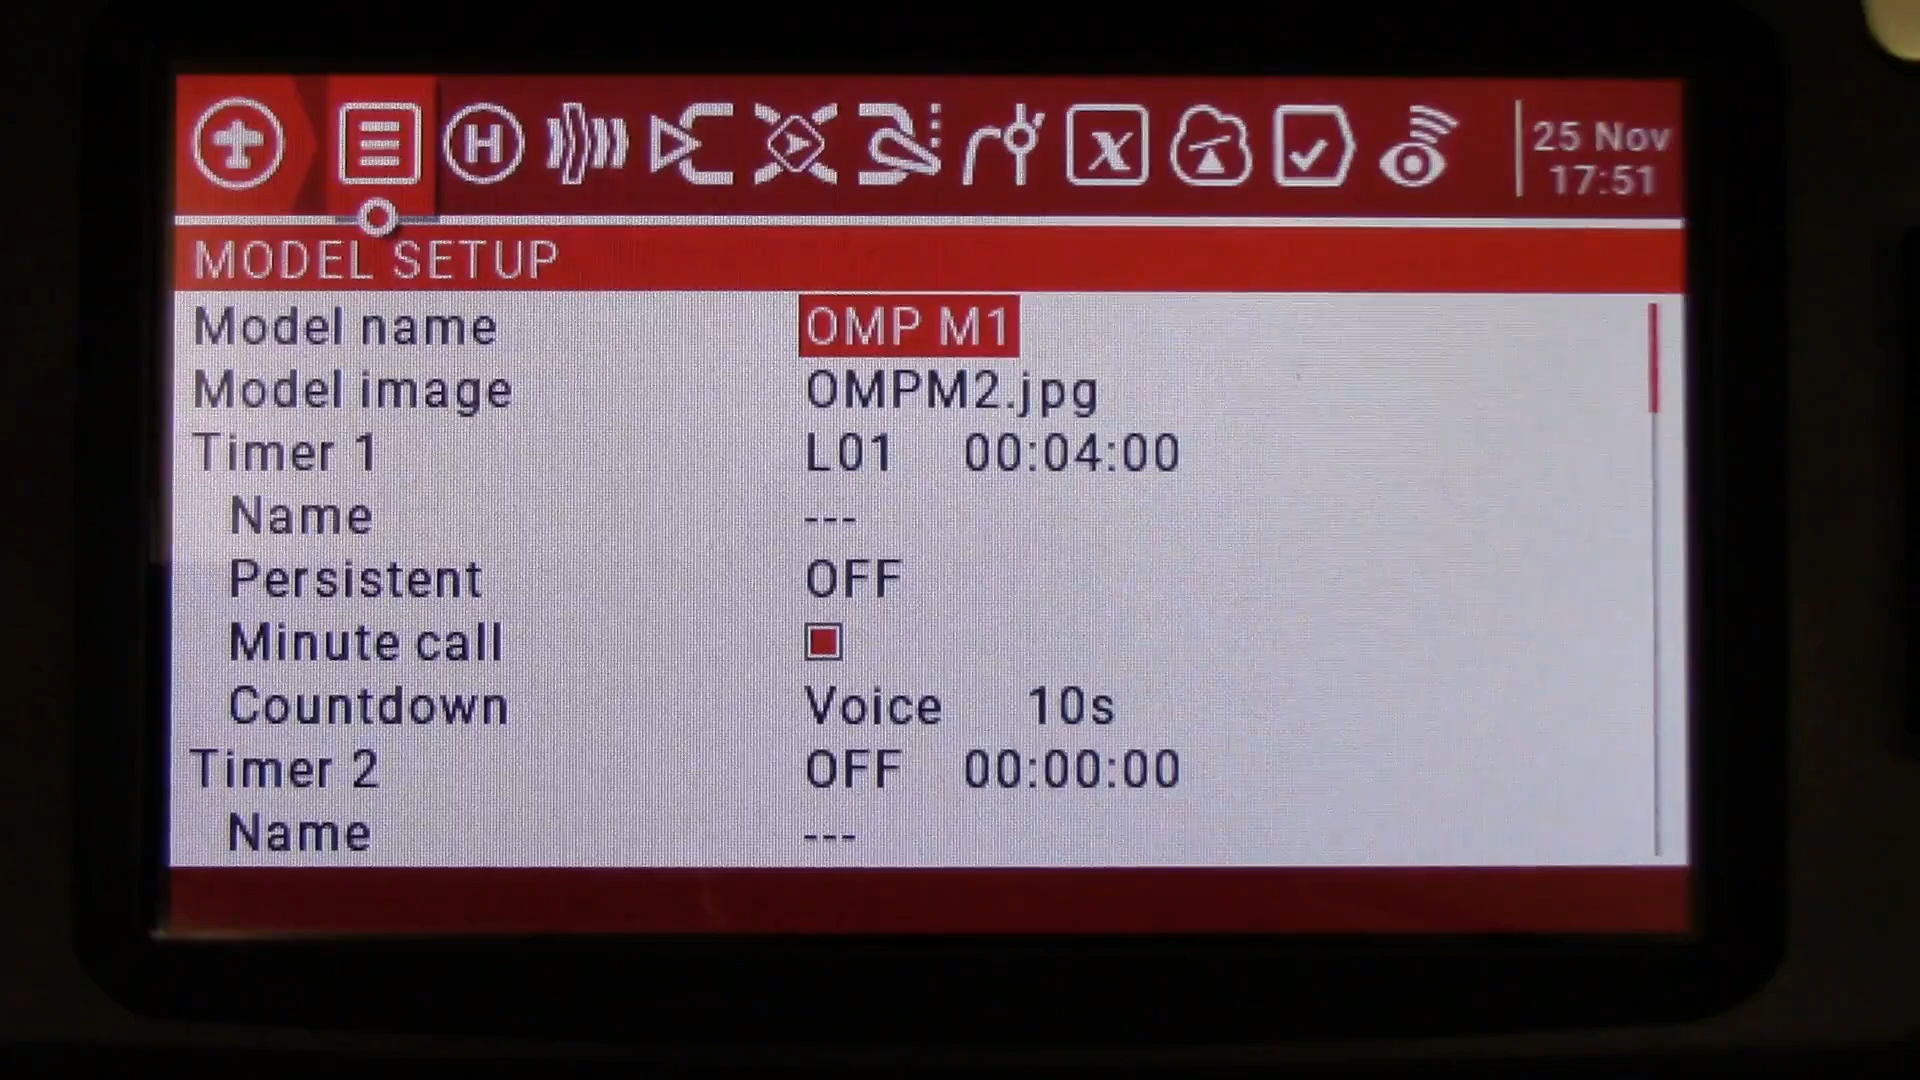 25 Nov
17:51
MODEL SETUP
Model name OMP M1
Model image OMPM2.jpg
Timer 1 L01 00:04:00
Name ---
Persistent OFF
Minute call
Countdown Voice 10s
Timer 2 OFF 00:00:00
Name ---